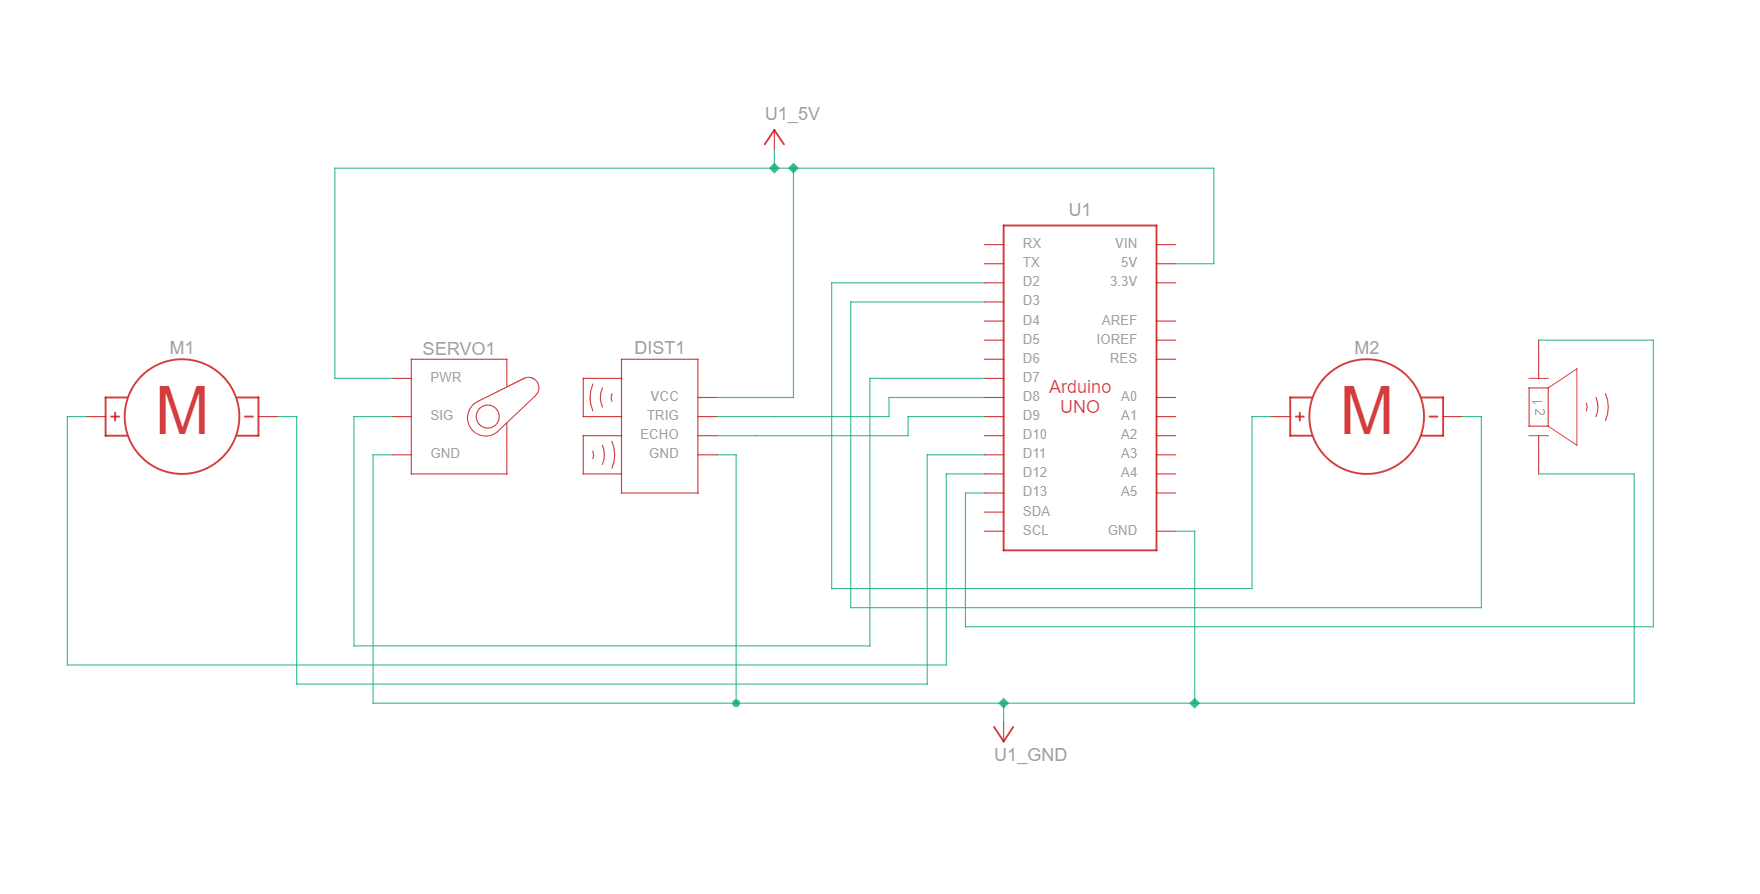 U1_5V
U1
RX VIN
TX 5V
D2 3.3V
D3
D4 AREF
D5 IOREF
D6 RES
D7
D8 A0
D9 A1
D10 A2
D11 A3
D12 A4
D13 A5
SDA
SCL GND
Arduino
UNO
M1
M
+ −
SERVO1
PWR
SIG
GND
DIST1
VCC
TRIG
ECHO
GND
M2
M
+ −
1 2
U1_GND